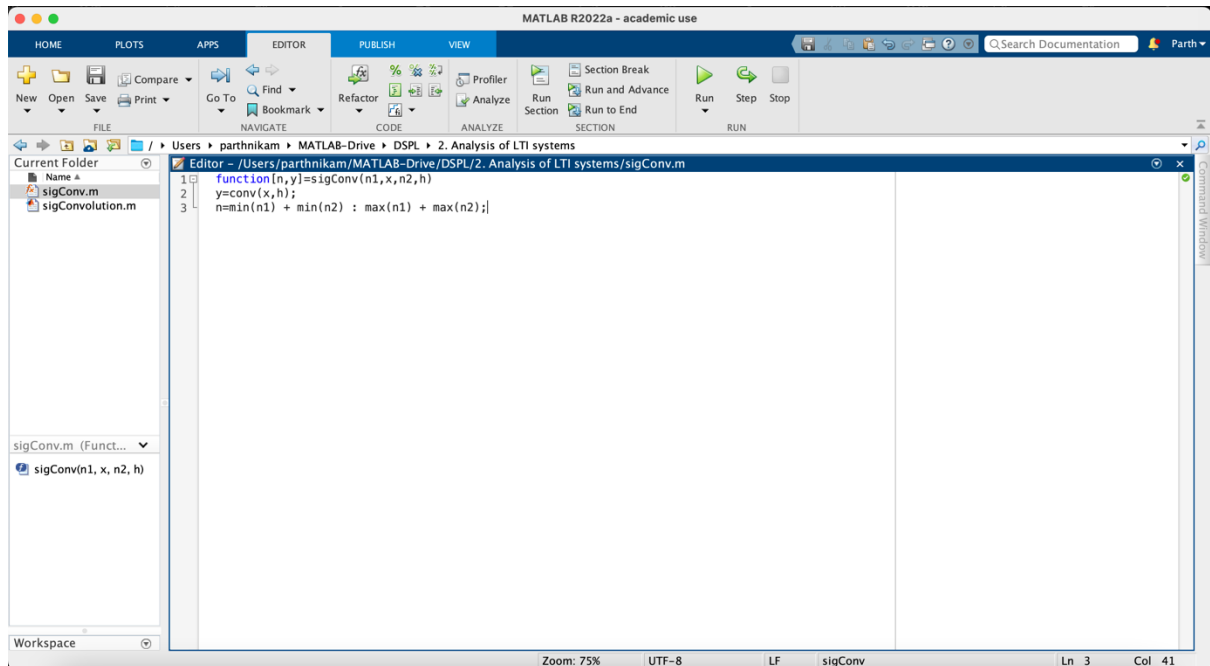 MATLAB R2022a - academic use
HOME PLOTS APPS EDITOR PUBLISH VIEW Search Documentation Parth
New Open Save Compare Print
Go To Find Bookmark
Refactor
Profiler Analyze
Run Section Section Break Run and Advance Run to End
Run Step Stop
FILE NAVIGATE CODE ANALYZE SECTION RUN
/ Users parthnikam MATLAB-Drive DSPL 2. Analysis of LTI systems
Current Folder
Name
sigConv.m
sigConvolution.m
Editor - /Users/parthnikam/MATLAB-Drive/DSPL/2. Analysis of LTI systems/sigConv.m
1 function[n,y]=sigConv(n1,x,n2,h)
2 y=conv(x,h);
3 n=min(n1) + min(n2) : max(n1) + max(n2);
Command Window
sigConv.m (Funct...
sigConv(n1, x, n2, h)
Workspace
Zoom: 75% UTF-8 LF sigConv Ln 3 Col 41